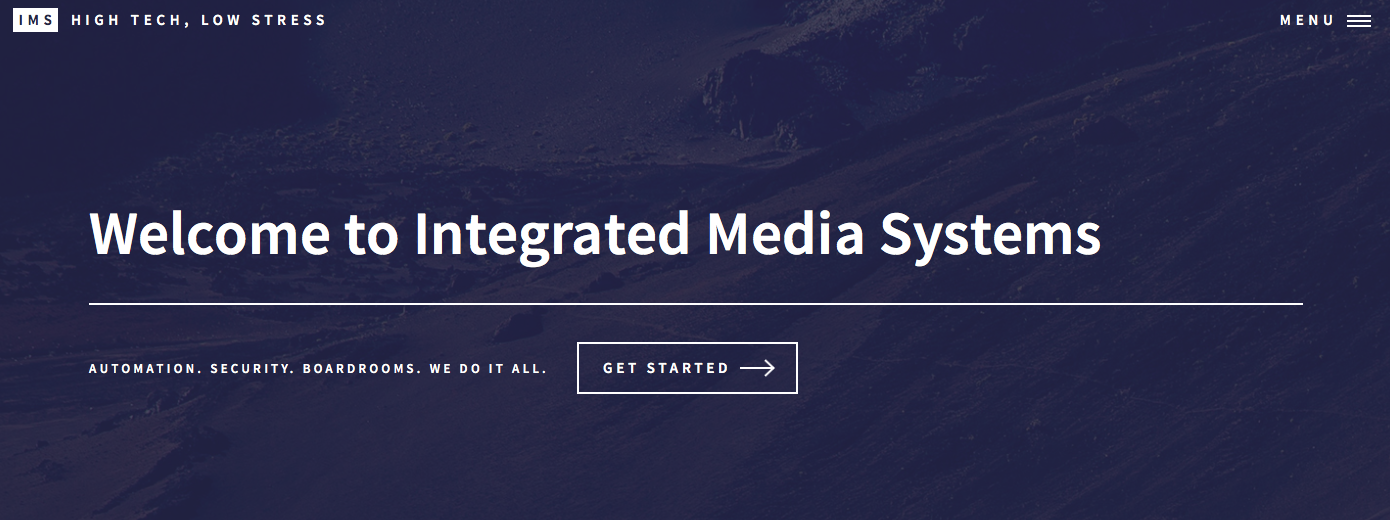 IMS HIGH TECH, LOW STRESS
MENU
Welcome to Integrated Media Systems
AUTOMATION. SECURITY. BOARDROOMS. WE DO IT ALL.
GET STARTED